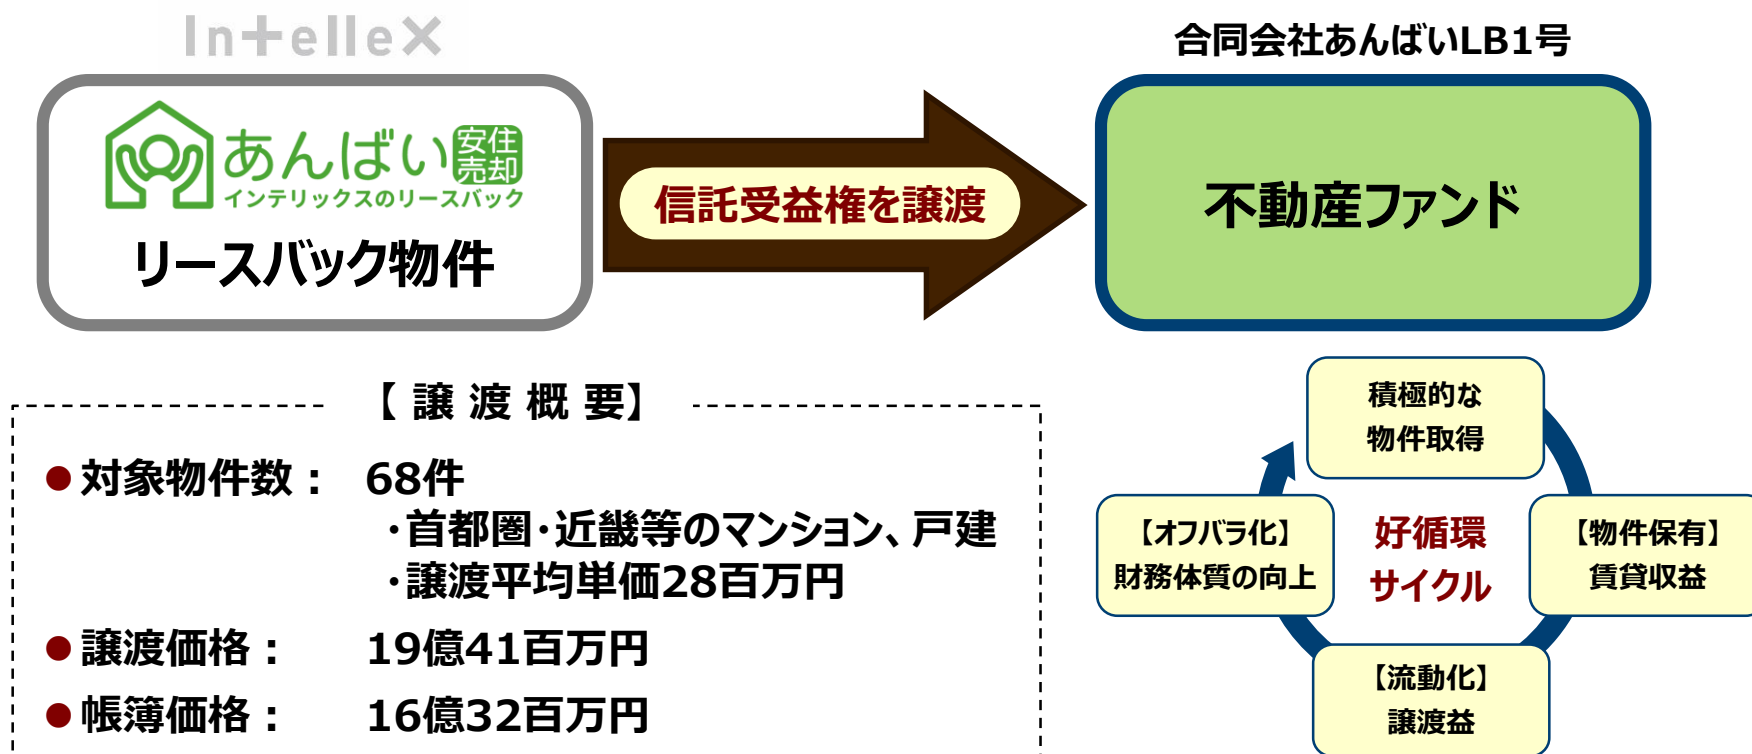 Intellex
合同会社あんばいLB1号
あんばい 安住売却
インテリックスのリースバック
リースバック物件
信託受益権を譲渡
不動産ファンド
【 譲 渡 概 要】
●対象物件数： 68件
・首都圏・近畿等のマンション、戸建
・譲渡平均単価28百万円
●譲渡価格： 19億41百万円
●帳簿価格： 16億32百万円
積極的な
物件取得
【オフバラ化】
財務体質の向上
好循環
サイクル
【物件保有】
賃貸収益
【流動化】
譲渡益